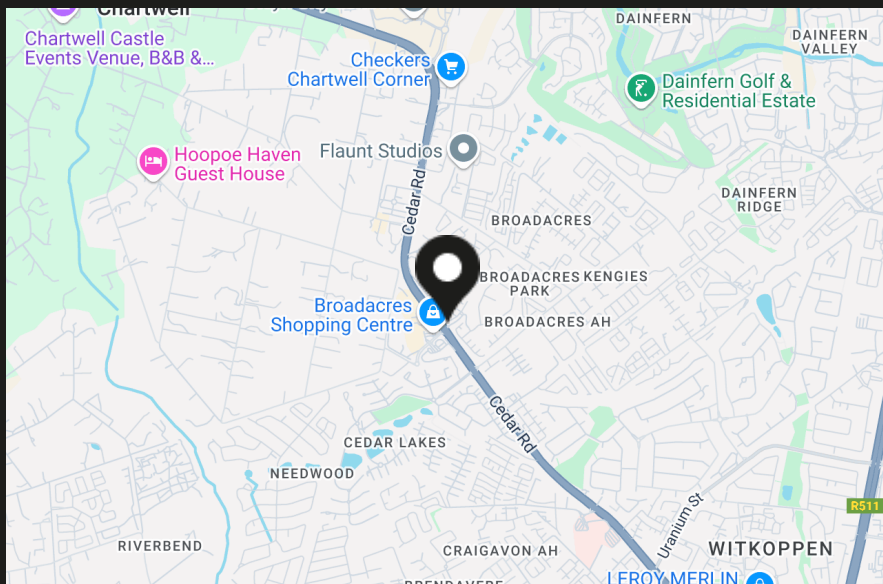 Chartwell
Chartwell Castle
Events Venue, B&B &...
DAINFERN
DAINFERN
VALLEY
Checkers
Chartwell Corner
Dainfern Golf &
Residential Estate
Hoopoe Haven
Guest House
Flaunt Studios
Cedar Rd
DAINFERN
RIDGE
BROADACRES
BROADACRES
PARK
KENGIES
Broadacres
Shopping Centre
BROADACRES AH
Cedar Rd
CEDAR LAKES
NEEDWOOD
R511
Uranium St
RIVERBEND
CRAIGAVON AH
WITKOPPEN
LEROY MERLIN
BRENDAVERE